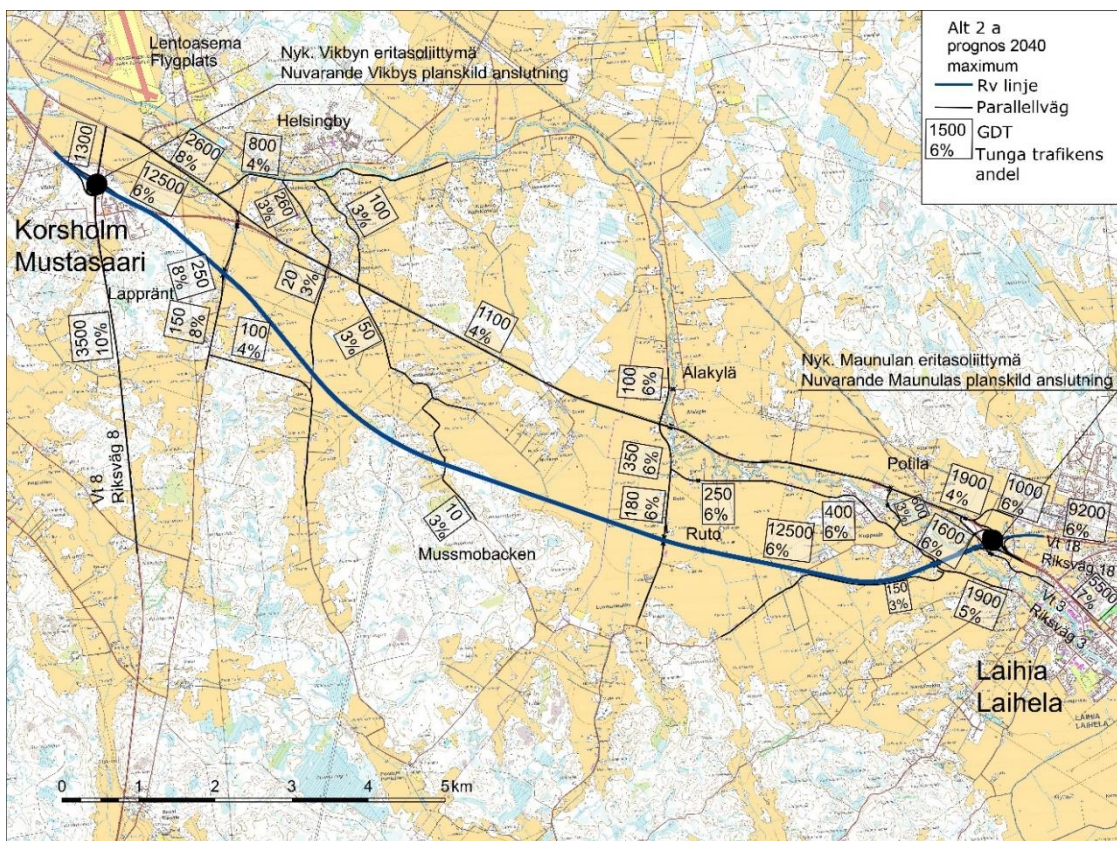 Lentoasema
Flygplats
Nyk. Vikbyn eritasoliittymä
Nuvarande Vikbys planskild anslutning
Alt 2 a
prognos 2040
maximum
Rv linje
Parallellväg
1500
6%
GDT
Tunga trafikens
andel
Helsingby
1300
2600
8%
800
4%
12500
6%
260
3%
100
3%
Korsholm
Mustasaari
20
3%
250
8%
Lappränt
150
8%
100
4%
50
3%
1100
4%
3500
10%
Vt 8
Riksväg 8
Nyk. Maunulan eritasoliittymä
Nuvarande Maunulas planskild anslutning
Alakylä
100
6%
350
6%
180
6%
250
6%
Ruto
Potila
1900
4%
1000
6%
9200
6%
600
3%
400
6%
12500
6%
1600
6%
Vt 18
Riksväg 18
10
3%
Mussmobacken
150
3%
1900
5%
Vt 3
Riksväg 3
5500
7%
Laihia
Laihela
LAIHIA
LAIHELA
0 1 2 3 4 5km